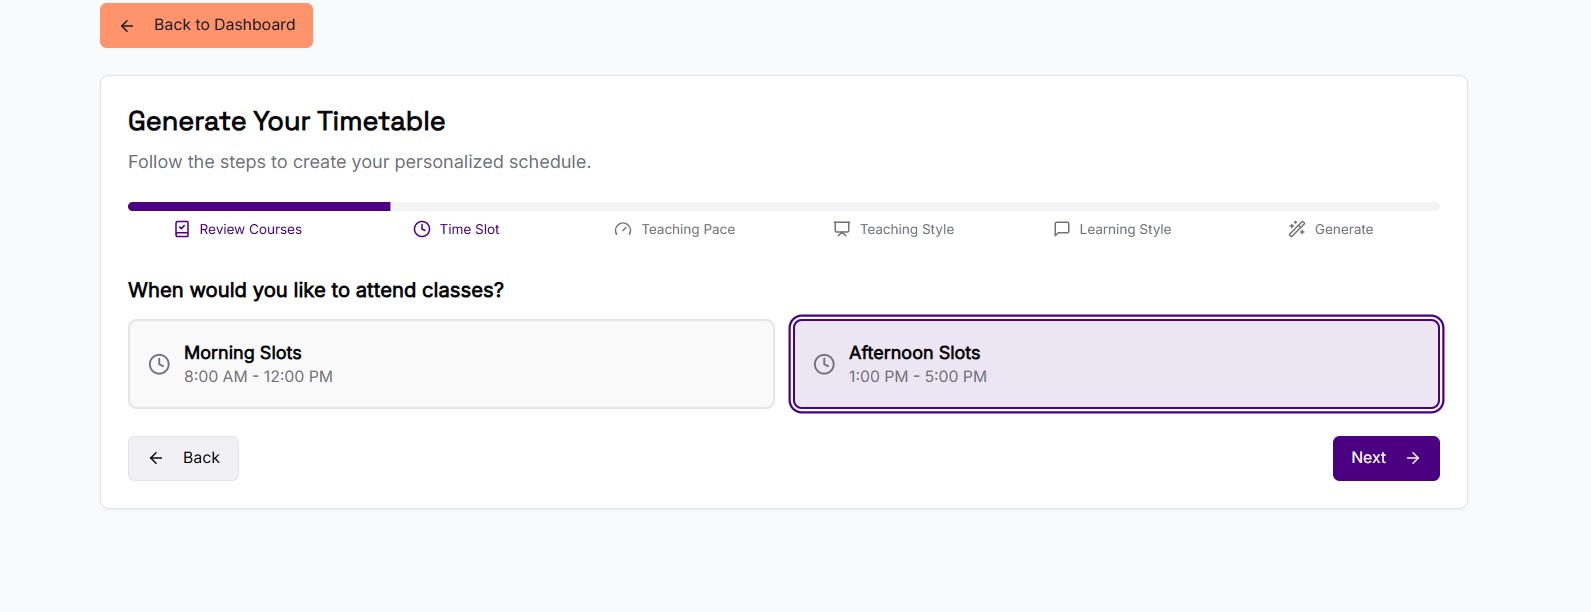 Back to Dashboard
Generate Your Timetable
Follow the steps to create your personalized schedule.
Review Courses
Time Slot
Teaching Pace
Teaching Style
Learning Style
Generate
When would you like to attend classes?
Morning Slots
8:00 AM - 12:00 PM
Afternoon Slots
1:00 PM - 5:00 PM
Back
Next